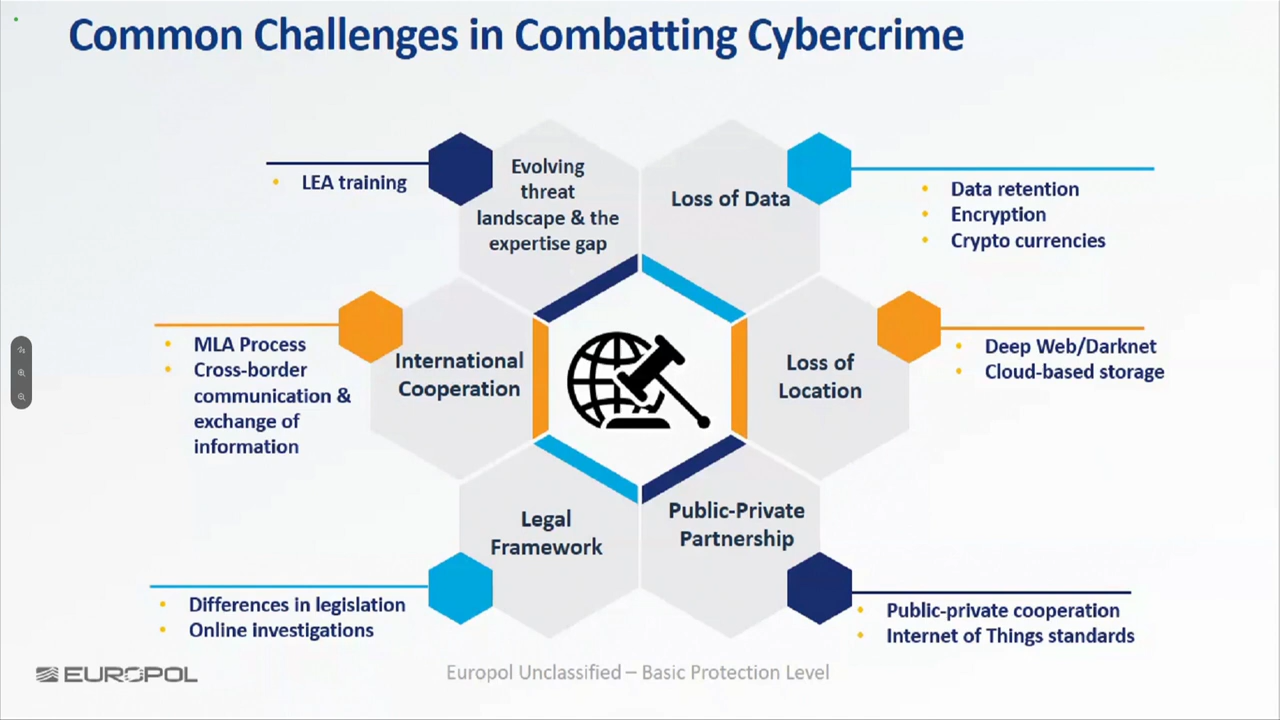 Common Challenges in Combatting Cybercrime
LEA training
Evolving
threat
landscape & the
expertise gap
Loss of Data
Data retention
Encryption
Crypto currencies
MLA Process
Cross-border
communication &
exchange of
information
International
Cooperation
Loss of
Location
Deep Web/Darknet
Cloud-based storage
Legal
Framework
Public-Private
Partnership
Differences in legislation
Online investigations
Public-private cooperation
Internet of Things standards
EUROPOL
Europol Unclassified – Basic Protection Level